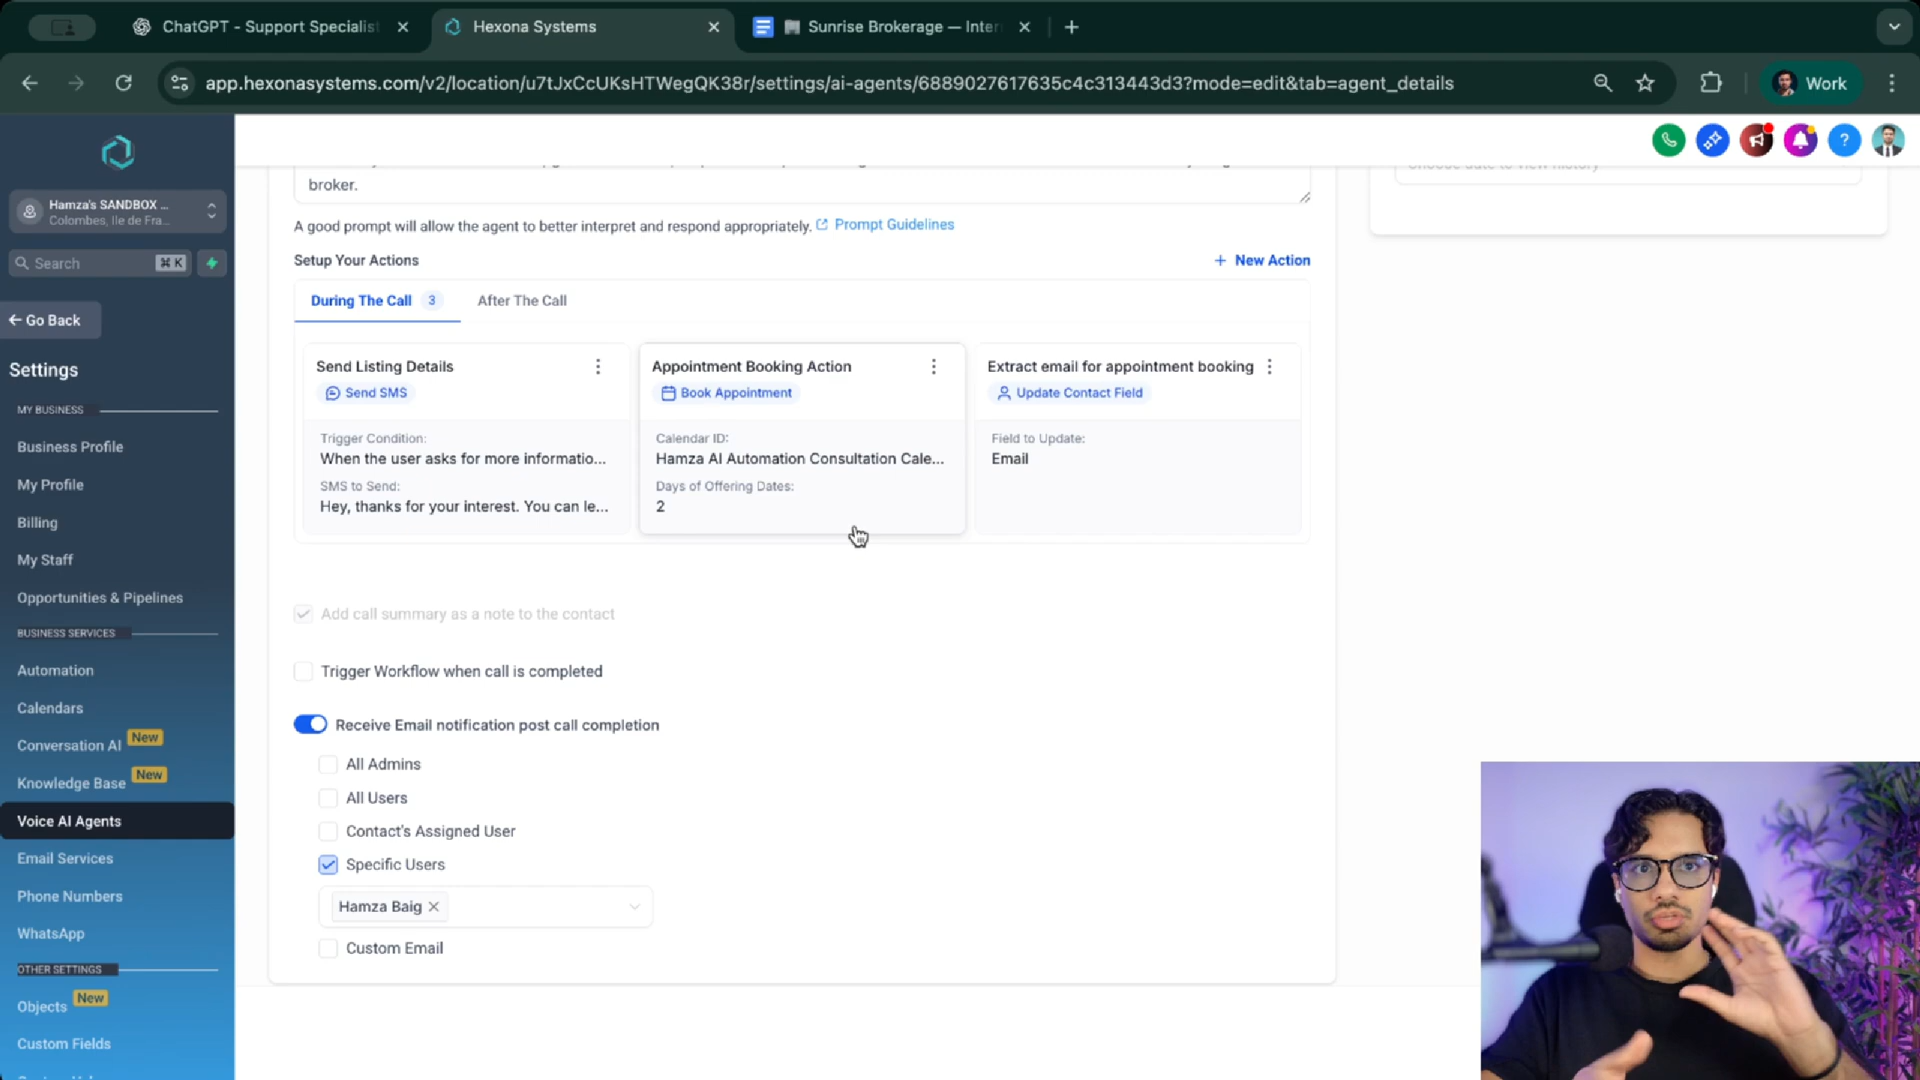 ChatGPT - Support Specialist
Hexona Systems
Sunrise Brokerage — Inter
app.hexonasystems.com/v2/location/u7tJxCcUKsHTWegQK38r/settings/ai-agents/6889027617635c4c313443d3?mode=edit&tab=agent_details
Work
Hamza's SANDBOX ...
Colombes, Ile de Fra...
Search
⌘ K
Go Back
Settings
MY BUSINESS
Business Profile
My Profile
Billing
My Staff
Opportunities & Pipelines
BUSINESS SERVICES
Automation
Calendars
Conversation AI New
Knowledge Base New
Voice AI Agents
Email Services
Phone Numbers
WhatsApp
OTHER SETTINGS
Objects New
Custom Fields
broker.
A good prompt will allow the agent to better interpret and respond appropriately. Prompt Guidelines
Setup Your Actions
+ New Action
During The Call 3
After The Call
Send Listing Details
Send SMS
Trigger Condition:
When the user asks for more informatio...
SMS to Send:
Hey, thanks for your interest. You can le...
Appointment Booking Action
Book Appointment
Calendar ID:
Hamza AI Automation Consultation Cale...
Days of Offering Dates:
2
Extract email for appointment booking
Update Contact Field
Field to Update:
Email
Add call summary as a note to the contact
Trigger Workflow when call is completed
Receive Email notification post call completion
All Admins
All Users
Contact's Assigned User
Specific Users
Hamza Baig
Custom Email